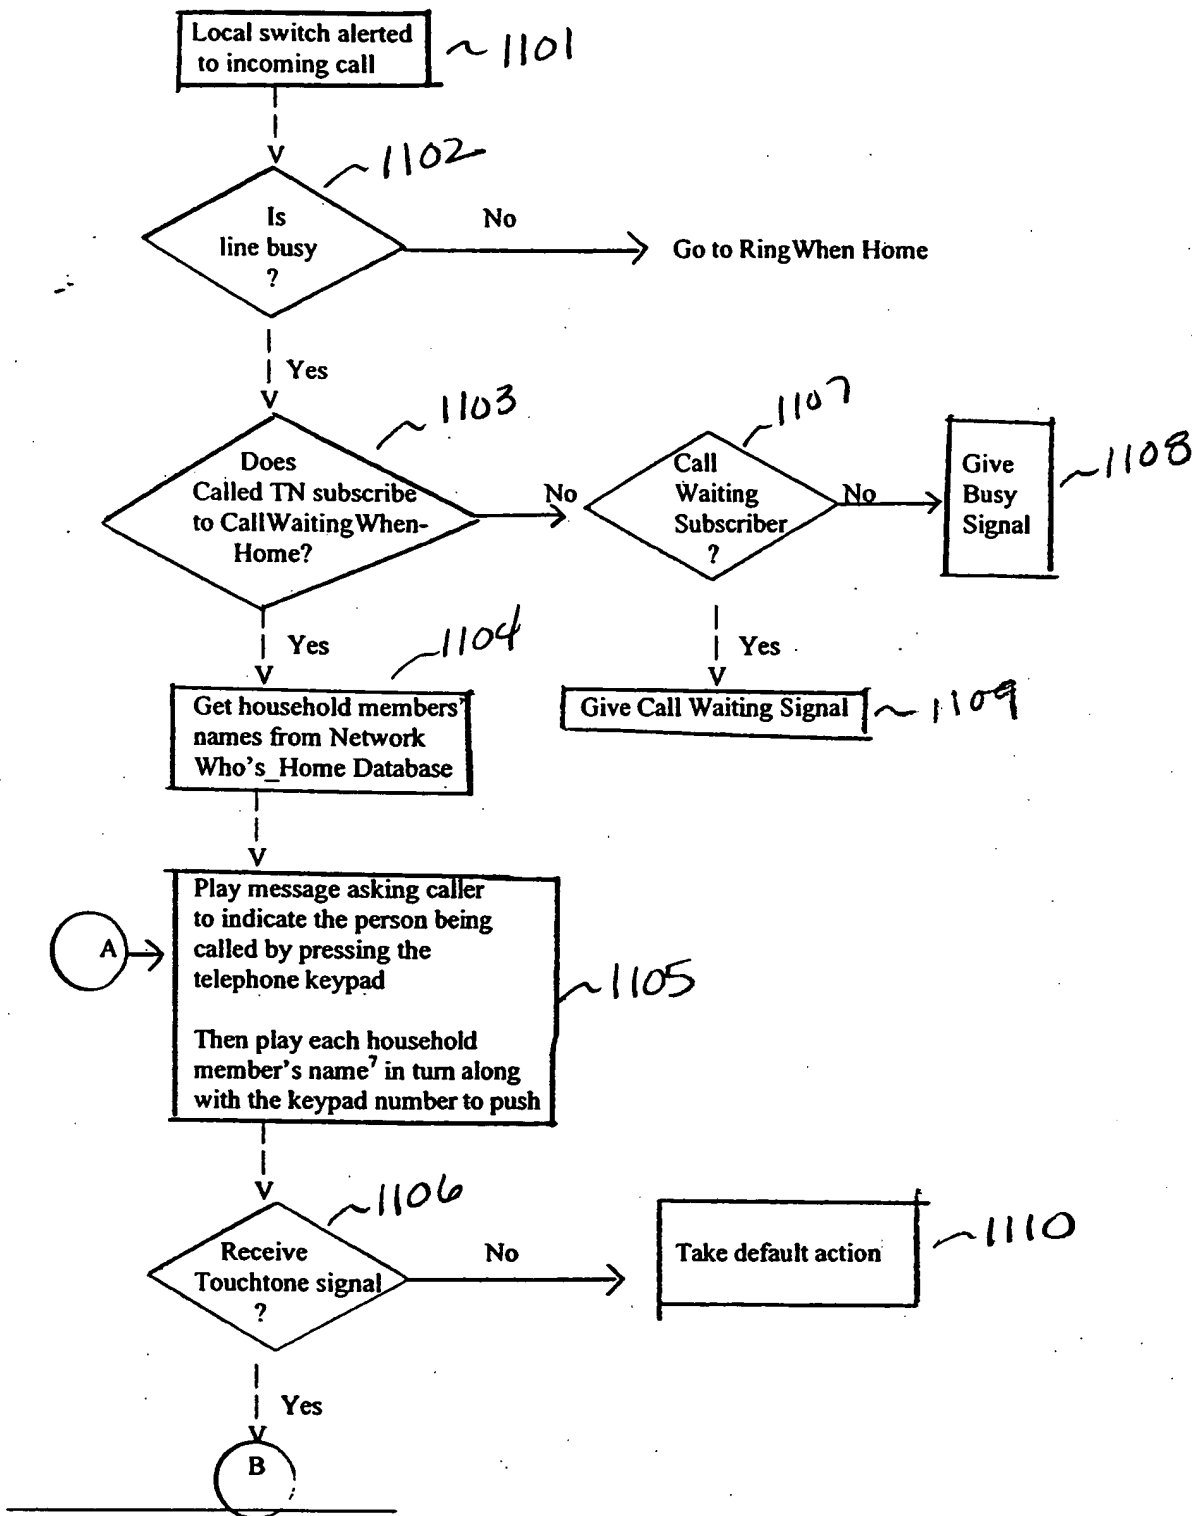 Local switch alerted
to incoming call
1101
1102
Is
line busy
?
No
Go to RingWhen Home
Yes
1103
Does
Called TN subscribe
to CallWaitingWhen-
Home?
No
1107
Call
Waiting
Subscriber
?
No
1108
Give
Busy
Signal
Yes
1104
Get household members'
names from Network
Who's_Home Database
Yes
Give Call Waiting Signal
1109
A
Play message asking caller
to indicate the person being
called by pressing the
telephone keypad
Then play each household
member's name7 in turn along
with the keypad number to push
1105
1106
Receive
Touchtone signal
?
No
Take default action
1110
Yes
B